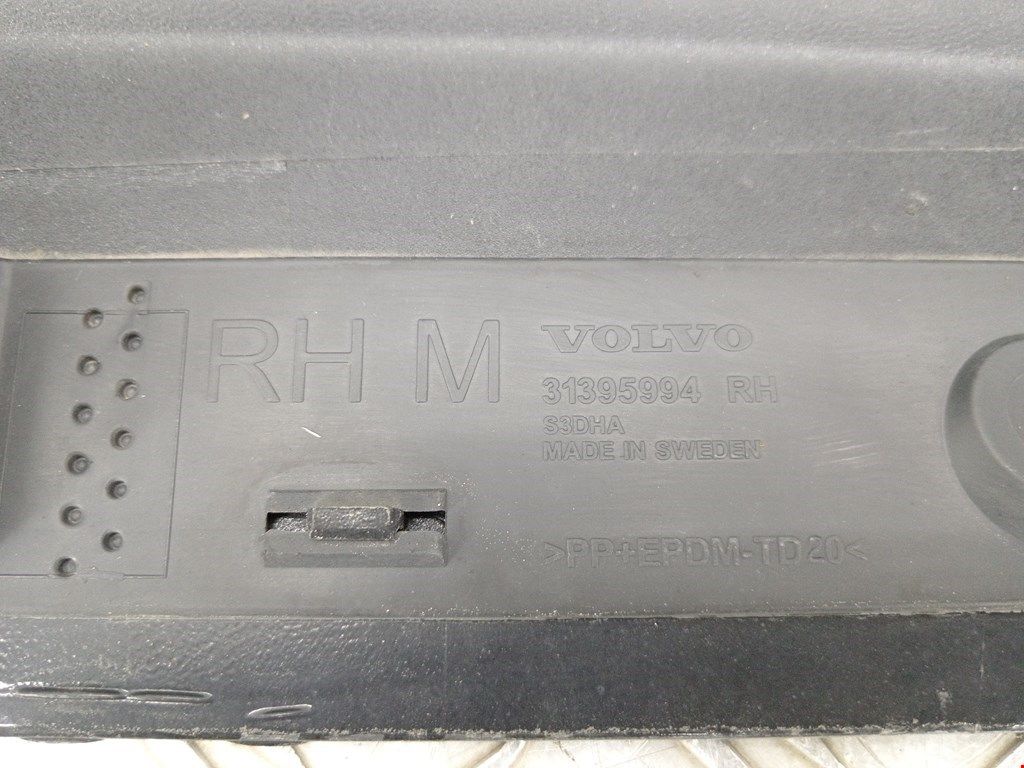 RH M
VOLVO
31395994 RH
S3DHA
MADE IN SWEDEN
>PP+EPDM-TD20<